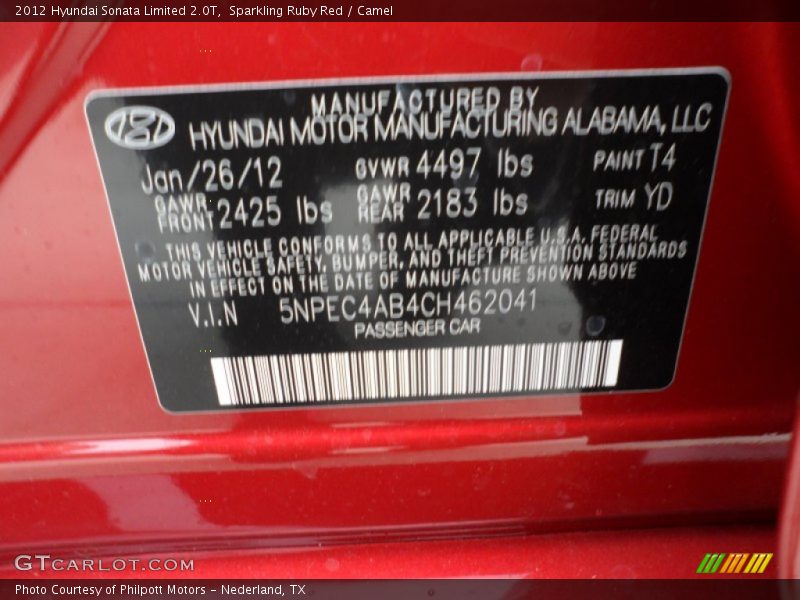 2012 Hyundai Sonata Limited 2.0T,  Sparkling Ruby Red / Camel
MANUFACTURED BY
HYUNDAI MOTOR MANUFACTURING ALABAMA, LLC
Jan/26/12 GVWR 4497 lbs PAINT T4
GAWR FRONT 2425 lbs GAWR REAR 2183 lbs TRIM YD
THIS VEHICLE CONFORMS TO ALL APPLICABLE U.S.A. FEDERAL
MOTOR VEHICLE SAFETY, BUMPER, AND THEFT PREVENTION STANDARDS
IN EFFECT ON THE DATE OF MANUFACTURE SHOWN ABOVE
V.I.N 5NPEC4AB4CH462041
PASSENGER CAR
GTCARLOT.COM
Photo Courtesy of Philpott Motors - Nederland, TX